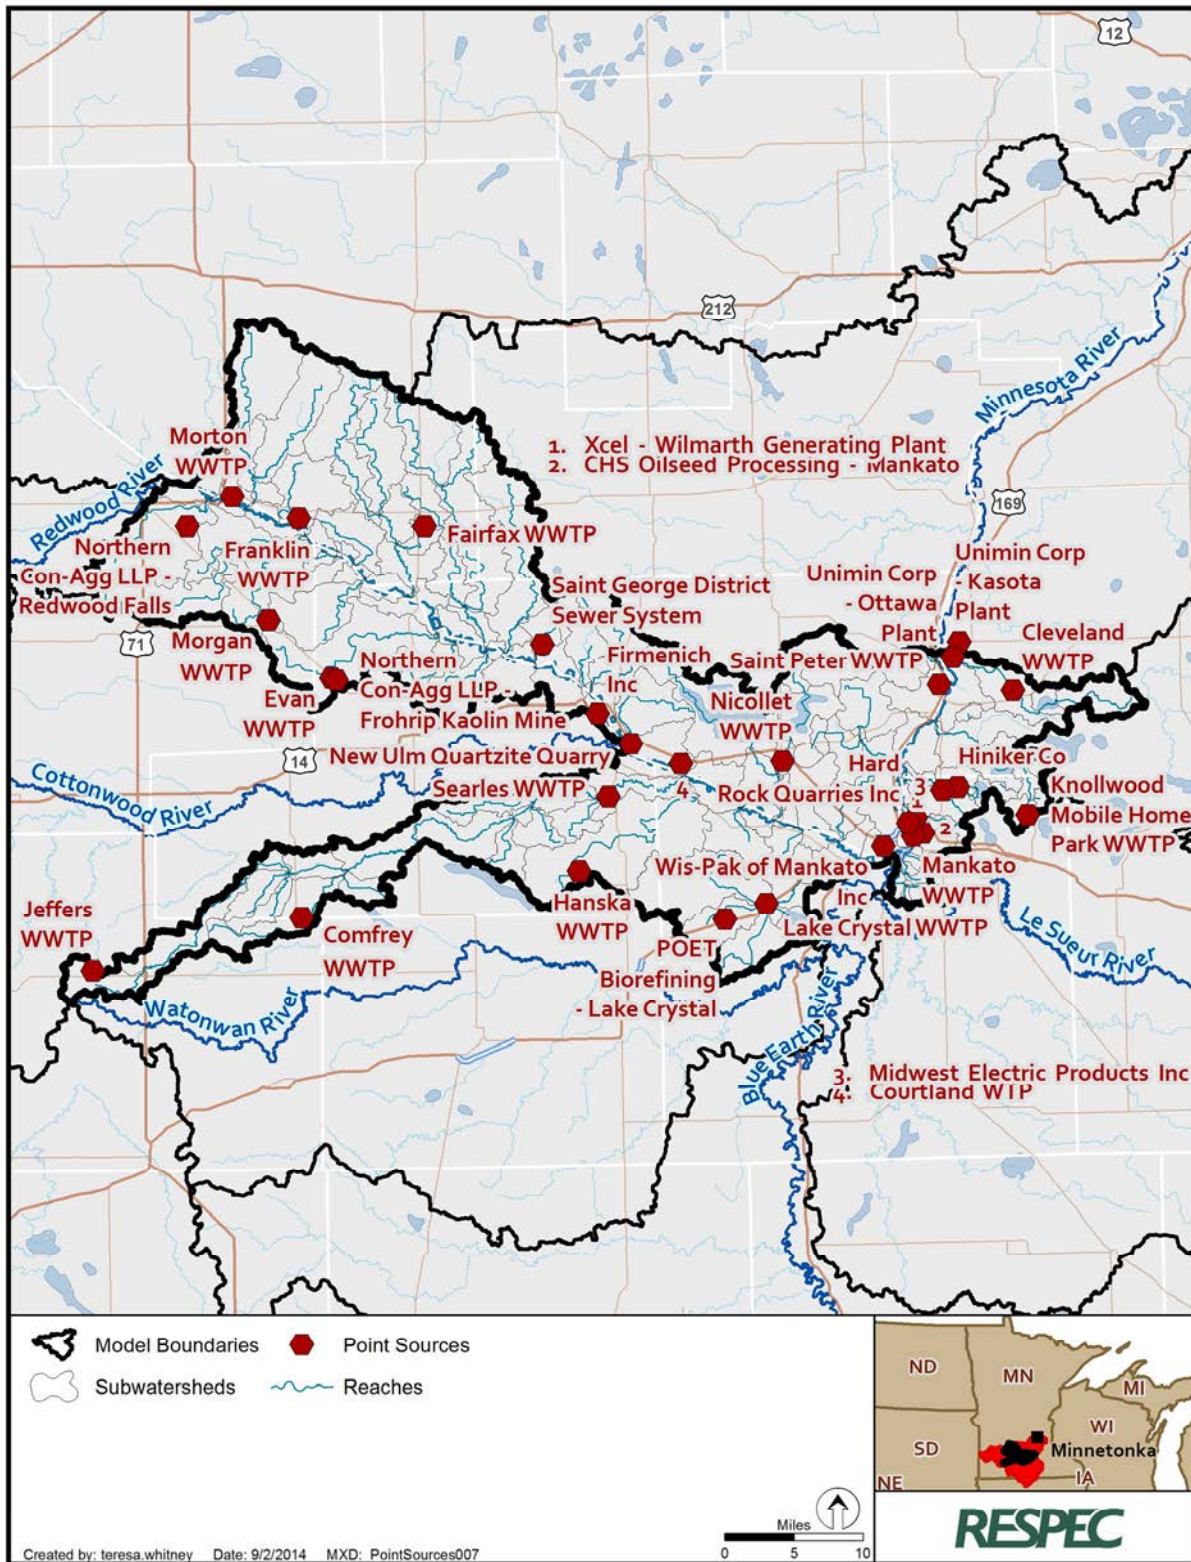 12
212
Minnesota River
Morton
WWTP
1. Xcel - Wilmarth Generating Plant
2. CHS Oilseed Processing - Mankato
Redwood River
169
Northern
Con-Agg LLP -
Redwood Falls
Franklin
WWTP
Fairfax WWTP
Unimin Corp
- Kasota
Plant
Unimin Corp
- Ottawa
Plant
Saint George District
Sewer System
71
Morgan
WWTP
Cleveland
WWTP
Firmenich
Inc
Saint Peter WWTP
Evan
WWTP
Northern
Con-Agg LLP -
Frohrip Kaolin Mine
Nicollet
WWTP
14
New Ulm Quartzite Quarry
Hard
Rock Quarries Inc
Hiniker Co
Cottonwood River
Searles WWTP
4
3
Knollwood
Mobile Home
Park WWTP
2
Wis-Pak of Mankato
Inc
Mankato
WWTP
Jeffers
WWTP
Comfrey
WWTP
Hanska
WWTP
Lake Crystal WWTP
Le Sueur River
POET
Biorefining
- Lake Crystal
Watonwan River
Blue Earth River
3. Midwest Electric Products Inc
4. Courtland WTP
Model Boundaries
Point Sources
Subwatersheds
Reaches
ND
MN
MI
WI
SD
Minnetonka
NE
IA
Miles
0 5 10
RESPEC
Created by: teresa.whitney Date: 9/2/2014 MXD: PointSources007